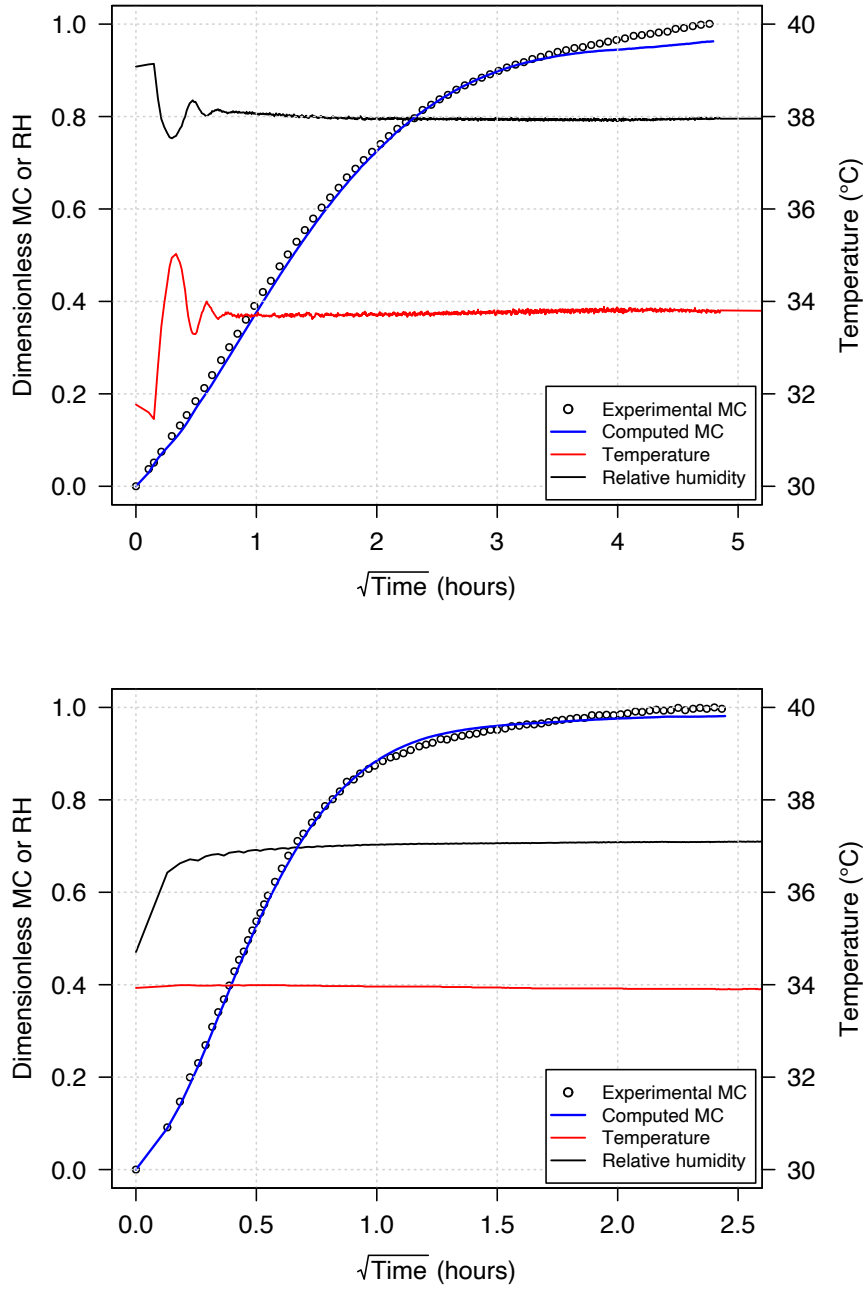 1.0
0.8
0.6
0.4
0.2
0.0
Dimensionless MC or RH
40
38
36
34
32
30
Temperature (°C)
Experimental MC
Computed MC
Temperature
Relative humidity
0 1 2 3 4 5
√Time (hours)
1.0
0.8
0.6
0.4
0.2
0.0
Dimensionless MC or RH
40
38
36
34
32
30
Temperature (°C)
Experimental MC
Computed MC
Temperature
Relative humidity
0.0 0.5 1.0 1.5 2.0 2.5
√Time (hours)